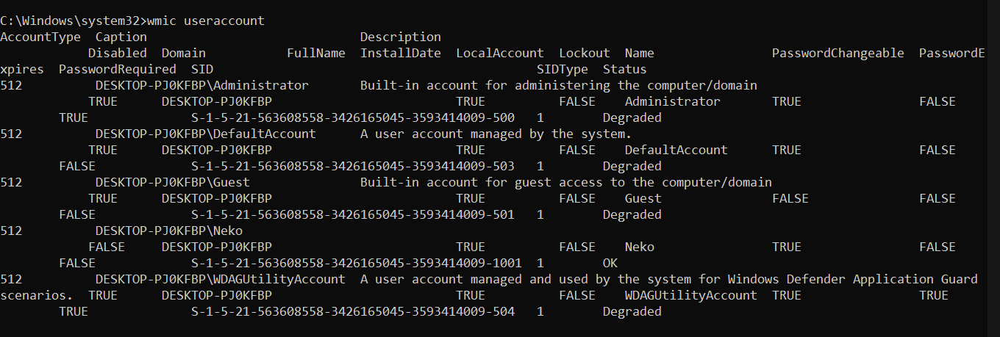 C:\Windows\system32>wmic useraccount
AccountType  Caption                             Description
            Disabled  Domain           FullName  InstallDate  LocalAccount  Lockout  Name                PasswordChangeable  PasswordE
xpires  PasswordRequired  SID                                            SIDType  Status
512          DESKTOP-PJ0KFBP\Administrator       Built-in account for administering the computer/domain
            TRUE      DESKTOP-PJ0KFBP                         TRUE          FALSE    Administrator       TRUE                FALSE
        TRUE              S-1-5-21-563608558-3426165045-3593414009-500   1        Degraded
512          DESKTOP-PJ0KFBP\DefaultAccount      A user account managed by the system.
            TRUE      DESKTOP-PJ0KFBP                         TRUE          FALSE    DefaultAccount      TRUE                FALSE
        FALSE             S-1-5-21-563608558-3426165045-3593414009-503   1        Degraded
512          DESKTOP-PJ0KFBP\Guest               Built-in account for guest access to the computer/domain
            TRUE      DESKTOP-PJ0KFBP                         TRUE          FALSE    Guest               FALSE               FALSE
        FALSE             S-1-5-21-563608558-3426165045-3593414009-501   1        Degraded
512          DESKTOP-PJ0KFBP\Neko
            FALSE     DESKTOP-PJ0KFBP                         TRUE          FALSE    Neko                TRUE                FALSE
        FALSE             S-1-5-21-563608558-3426165045-3593414009-1001  1        OK
512          DESKTOP-PJ0KFBP\WDAGUtilityAccount  A user account managed and used by the system for Windows Defender Application Guard
scenarios.  TRUE      DESKTOP-PJ0KFBP                         TRUE          FALSE    WDAGUtilityAccount  TRUE                TRUE
        TRUE              S-1-5-21-563608558-3426165045-3593414009-504   1        Degraded